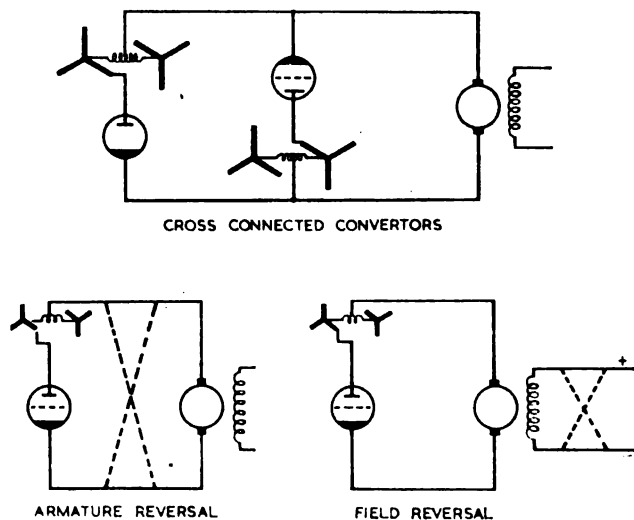 CROSS CONNECTED CONVERTORS
+
ARMATURE REVERSAL
FIELD REVERSAL